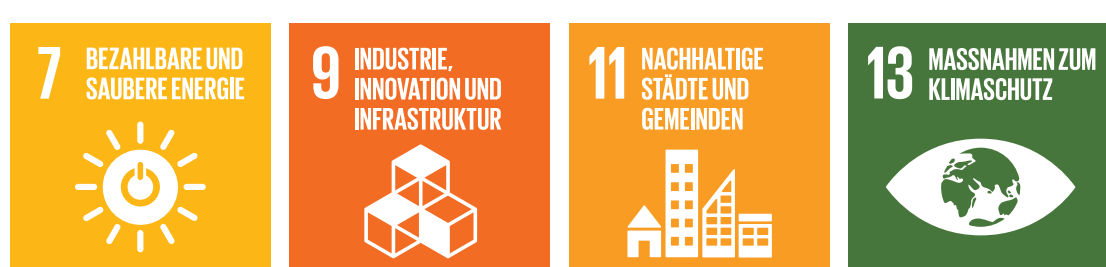 7
BEZAHLBARE UND
SAUBERE ENERGIE
9
INDUSTRIE,
INNOVATION UND
INFRASTRUKTUR
11
NACHHALTIGE
STÄDTE UND
GEMEINDEN
13
MASSNAHMEN ZUM
KLIMASCHUTZ